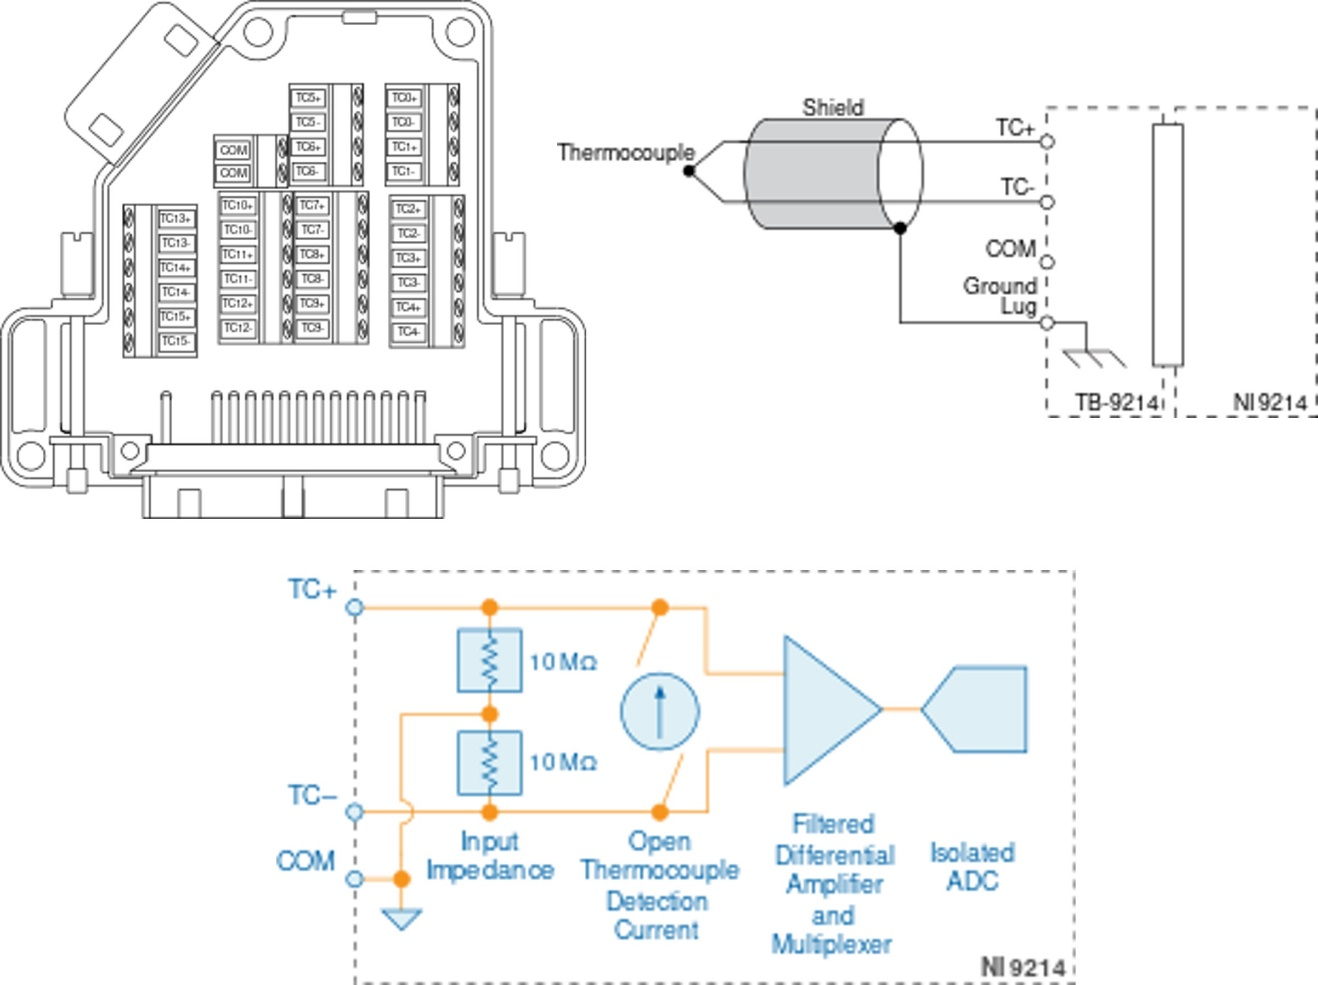 TC5+
TC5-
TC6+
TC6-
TC0+
TC0-
TC1+
TC1-
COM
COM
TC13+
TC13-
TC14+
TC14-
TC15+
TC15-
TC10+
TC10-
TC11+
TC11-
TC12+
TC12-
TC7+
TC7-
TC8+
TC8-
TC9+
TC9-
TC2+
TC2-
TC3+
TC3-
TC4+
TC4-
Shield
Thermocouple
TC+
TC-
COM
Ground
Lug
TB-9214
NI 9214
TC+
10 MΩ
10 MΩ
TC–
COM
Input
Impedance
Open
Thermocouple
Detection
Current
Filtered
Differential
Amplifier
and
Multiplexer
Isolated
ADC
NI 9214